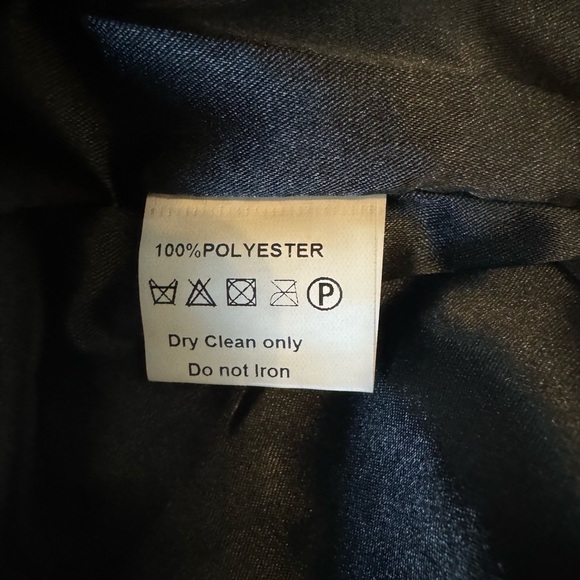 100%POLYESTER
P
Dry Clean only
Do not Iron